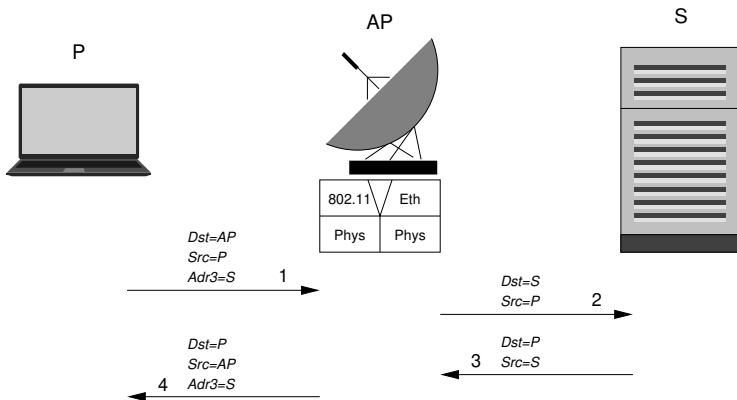 P
AP
S
802.11
Eth
Phys
Phys
Dst=AP
Src=P
Adr3=S
1
Dst=S
Src=P
2
Dst=P
Src=S
3
Dst=P
Src=AP
Adr3=S
4